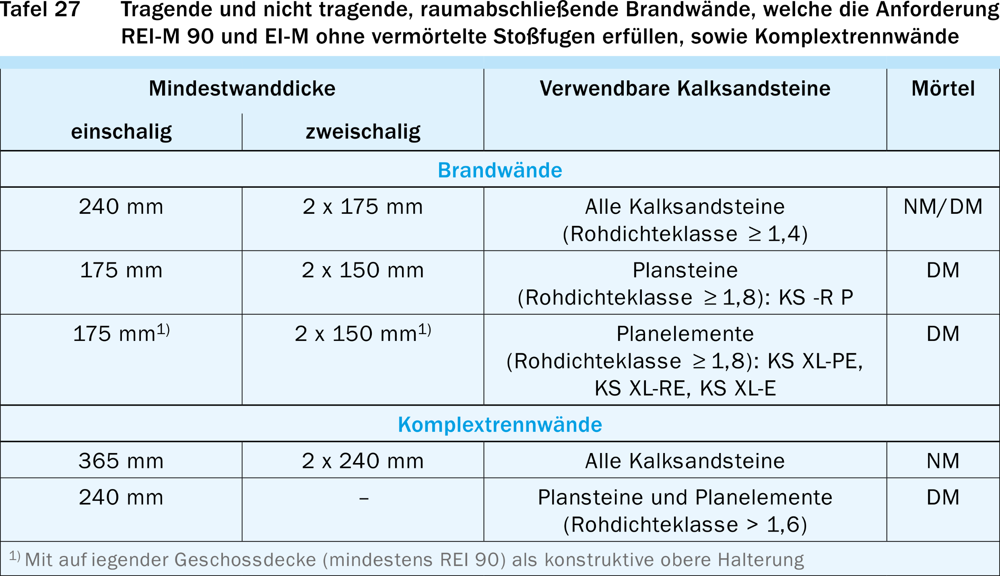 Tafel 27 Tragende und nicht tragende, raumabschließende Brandwände, welche die Anforderung
REI-M 90 und EI-M ohne vermörtelte Stoßfugen erfüllen, sowie Komplextrennwände
Mindestwanddicke Verwendbare Kalksandsteine Mörtel
einschalig zweischalig
Brandwände
240 mm 2 x 175 mm Alle Kalksandsteine NM/DM
(Rohdichteklasse ≥ 1,4)
175 mm 2 x 150 mm Plansteine DM
(Rohdichteklasse ≥ 1,8): KS -R P
175 mm1) 2 x 150 mm1) Planelemente DM
(Rohdichteklasse ≥ 1,8): KS XL-PE,
KS XL-RE, KS XL-E
Komplextrennwände
365 mm 2 x 240 mm Alle Kalksandsteine NM
240 mm – Plansteine und Planelemente DM
(Rohdichteklasse > 1,6)
1) Mit auf iegender Geschossdecke (mindestens REI 90) als konstruktive obere Halterung